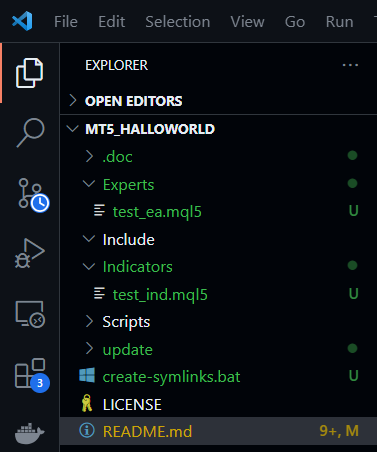 File Edit Selection View Go Run
EXPLORER ...
OPEN EDITORS
MT5_HALLOWORLD
.doc
Experts
test_ea.mql5 U
Include
Indicators
test_ind.mql5 U
Scripts
update
create-symlinks.bat U
LICENSE
3
README.md 9+, M